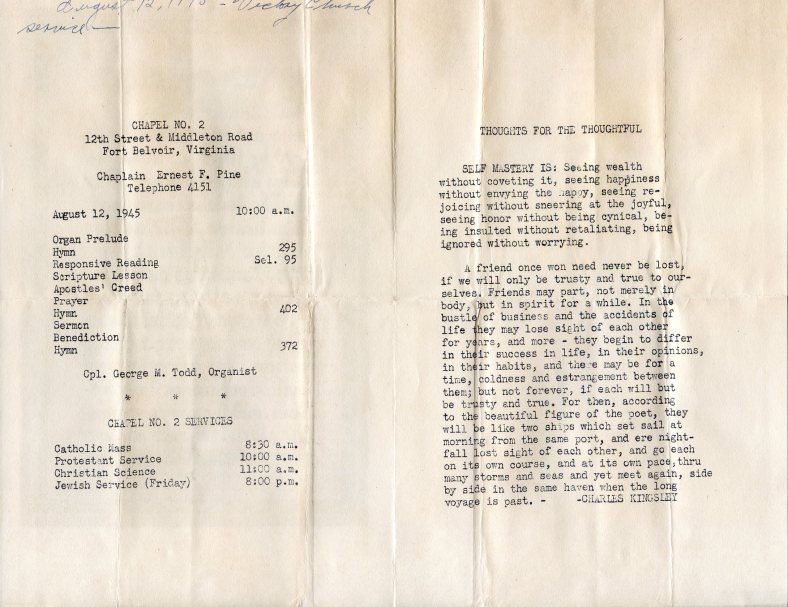 August 12, 1945 - Victory Church
service —
CHAPEL NO. 2
12th Street & Middleton Road
Fort Belvoir, Virginia
Chaplain Ernest F. Pine
Telephone 4151
August 12, 1945 10:00 a.m.
Organ Prelude
Hymn 295
Responsive Reading Sel. 95
Scripture Lesson
Apostles' Creed
Prayer
Hymn 402
Sermon
Benediction
Hymn 372
Cpl. George M. Todd, Organist
* * *
CHAPEL NO. 2 SERVICES
Catholic Mass 8:30 a.m.
Protestant Service 10:00 a.m.
Christian Science 11:00 a.m.
Jewish Service (Friday) 8:00 p.m.
THOUGHTS FOR THE THOUGHTFUL
SELF MASTERY IS: Seeing wealth
without coveting it, seeing happiness
without envying the happy, seeing re-
joicing without sneering at the joyful,
seeing honor without being cynical, be-
ing insulted without retaliating, being
ignored without worrying.
A friend once won need never be lost,
if we will only be trusty and true to our-
selves. Friends may part, not merely in
body, but in spirit for a while. In the
bustle of business and the accidents of
life they may lose sight of each other
for years, and more - they begin to differ
in their success in life, in their opinions,
in their habits, and there may be for a
time, coldness and estrangement between
them; but not forever, if each will but
be trusty and true. For then, according
to the beautiful figure of the poet, they
will be like two ships which set sail at
morning from the same port, and ere night-
fall lost sight of each other, and go each
on its own course, and at its own pace,thru
many storms and seas and yet meet again, side
by side in the same haven when the long
voyage is past. - -CHARLES KINGSLEY